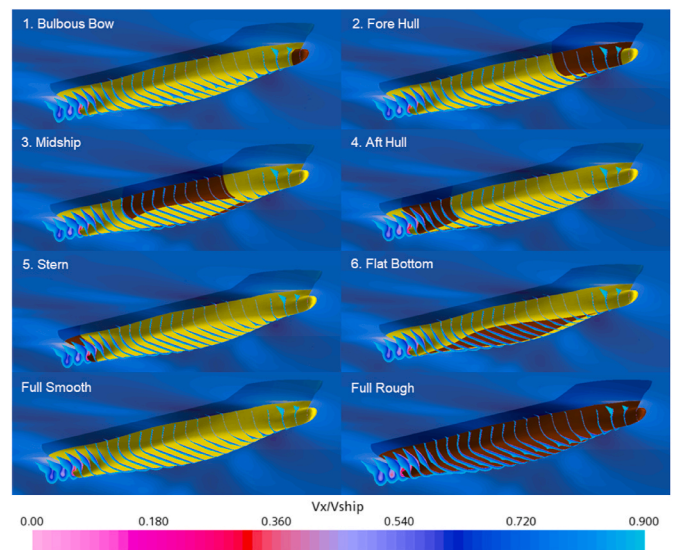 1. Bulbous Bow
2. Fore Hull
3. Midship
4. Aft Hull
5. Stern
6. Flat Bottom
Full Smooth
Full Rough
Vx/Vship
0.00 0.180 0.360 0.540 0.720 0.900